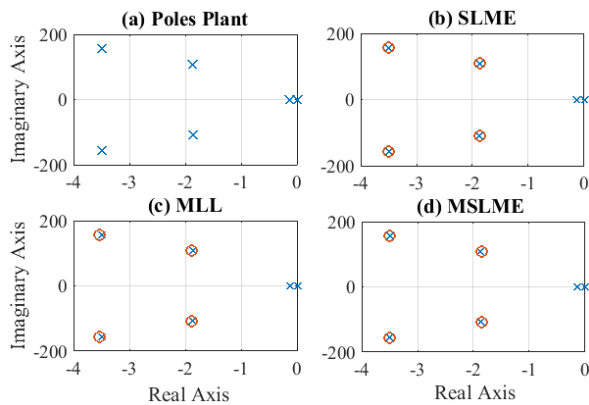 (a) Poles Plant
(b) SLME
Imaginary Axis
200
0
-200
-4 -3 -2 -1 0
200
0
-200
-4 -3 -2 -1 0
(c) MLL
(d) MSLME
Imaginary Axis
200
0
-200
-4 -3 -2 -1 0
Real Axis
200
0
-200
-4 -3 -2 -1 0
Real Axis